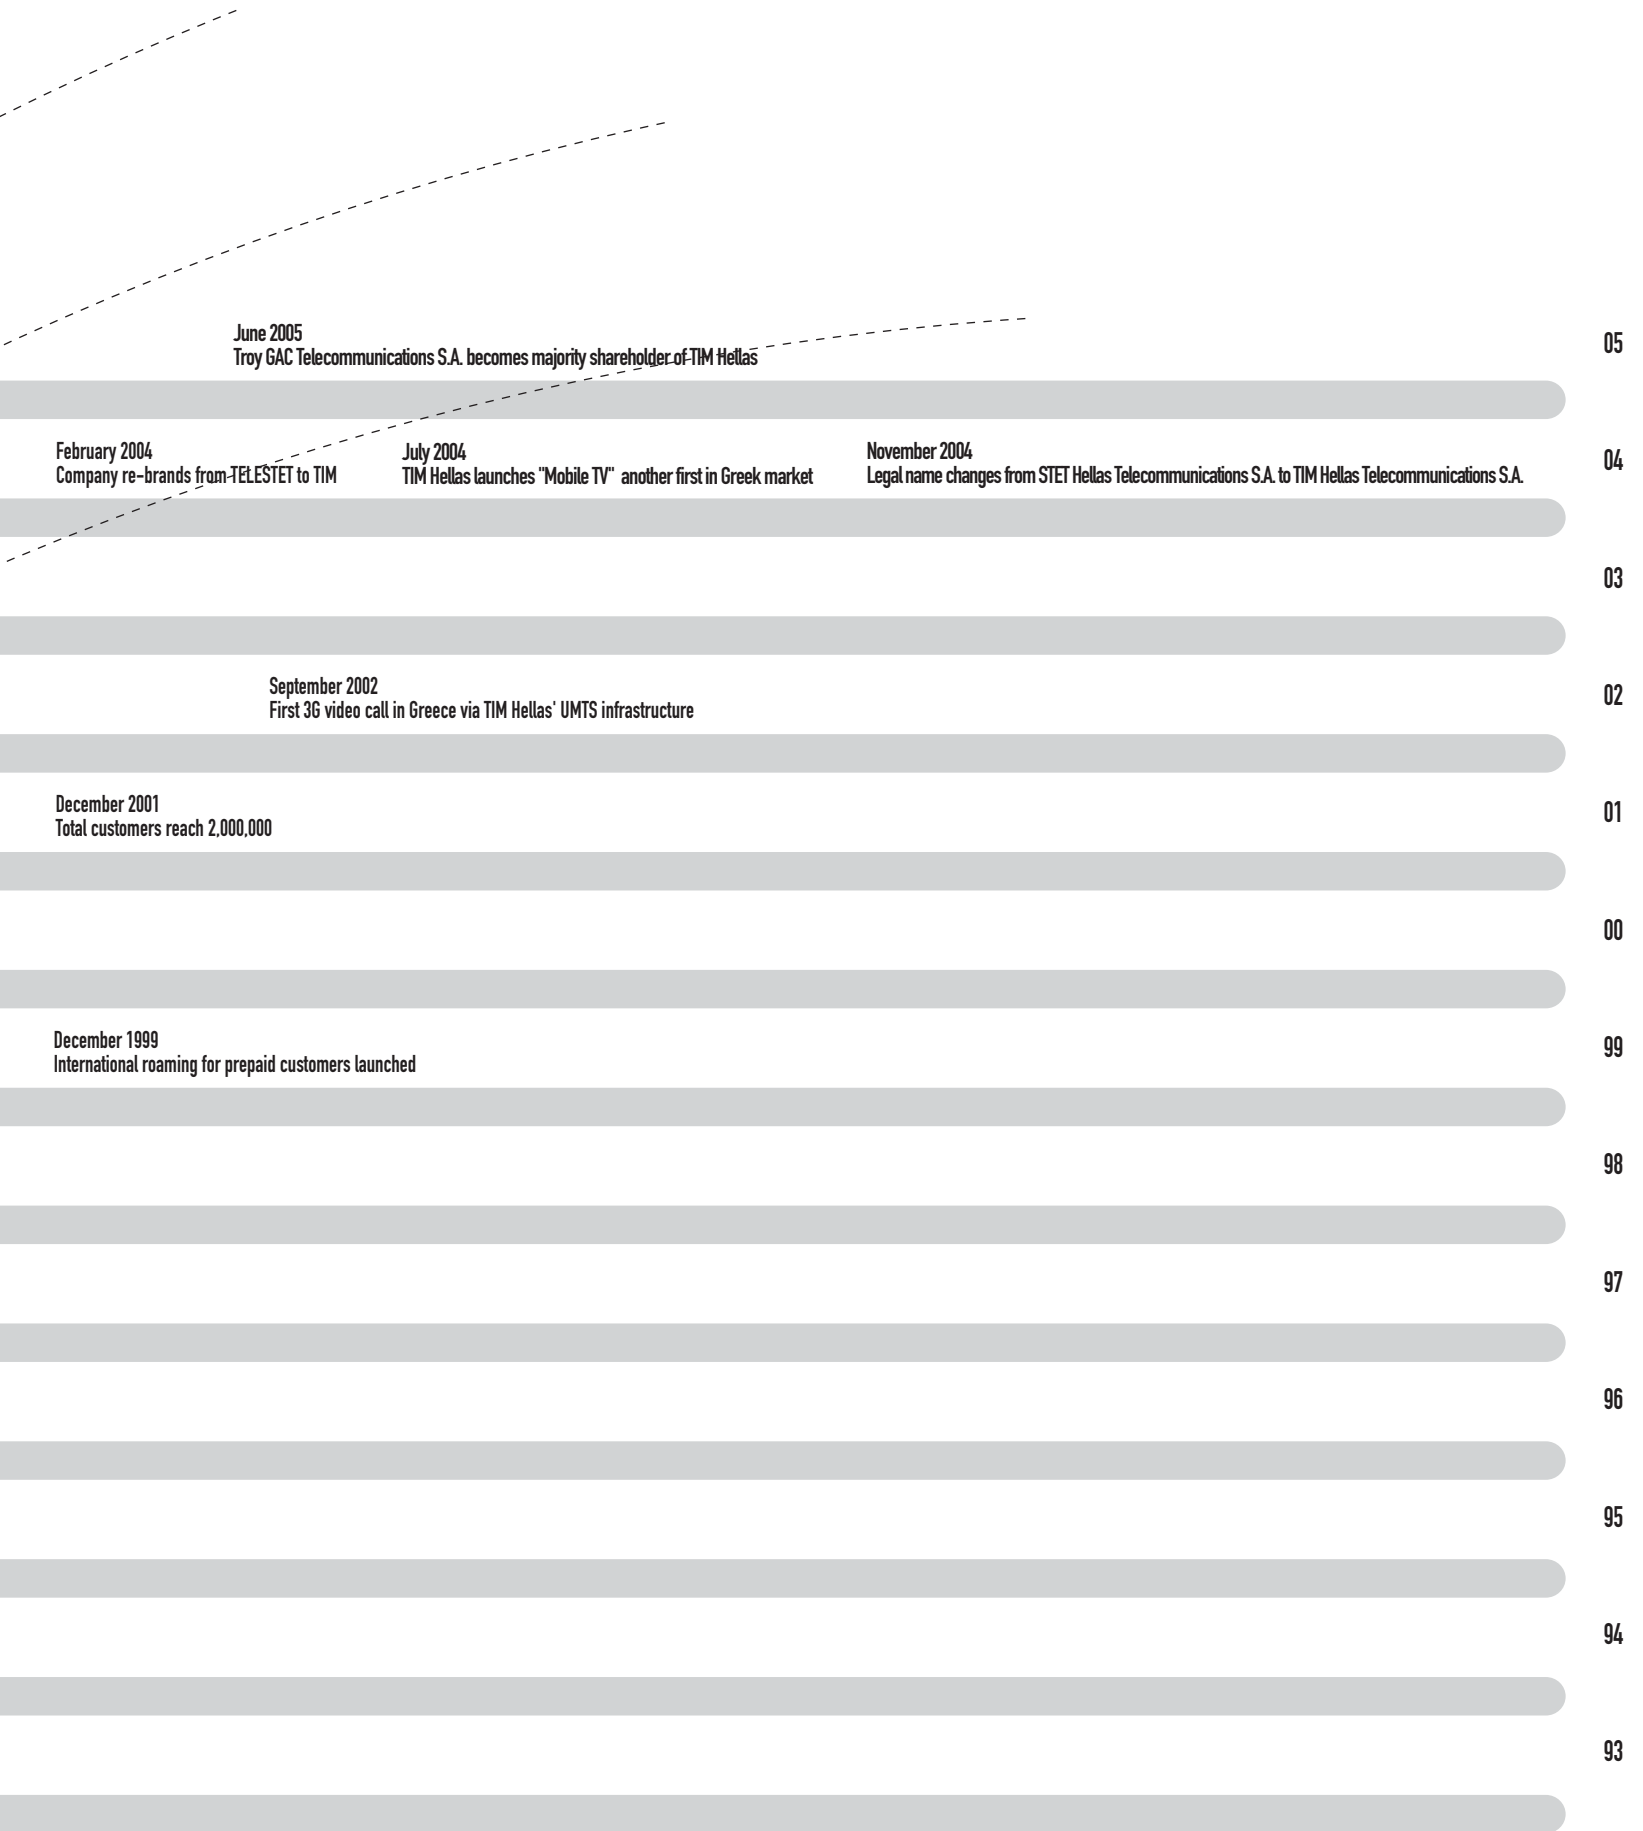 June 2005
Troy GAC Telecommunications S.A. becomes majority shareholder of TIM Hellas
05
February 2004
Company re-brands from TELESTET to TIM
July 2004
TIM Hellas launches "Mobile TV"  another first in Greek market
November 2004
Legal name changes from STET Hellas Telecommunications S.A. to TIM Hellas Telecommunications S.A.
04
03
September 2002
First 3G video call in Greece via TIM Hellas' UMTS infrastructure
02
December 2001
Total customers reach 2,000,000
01
00
December 1999
International roaming for prepaid customers launched
99
98
97
96
95
94
93